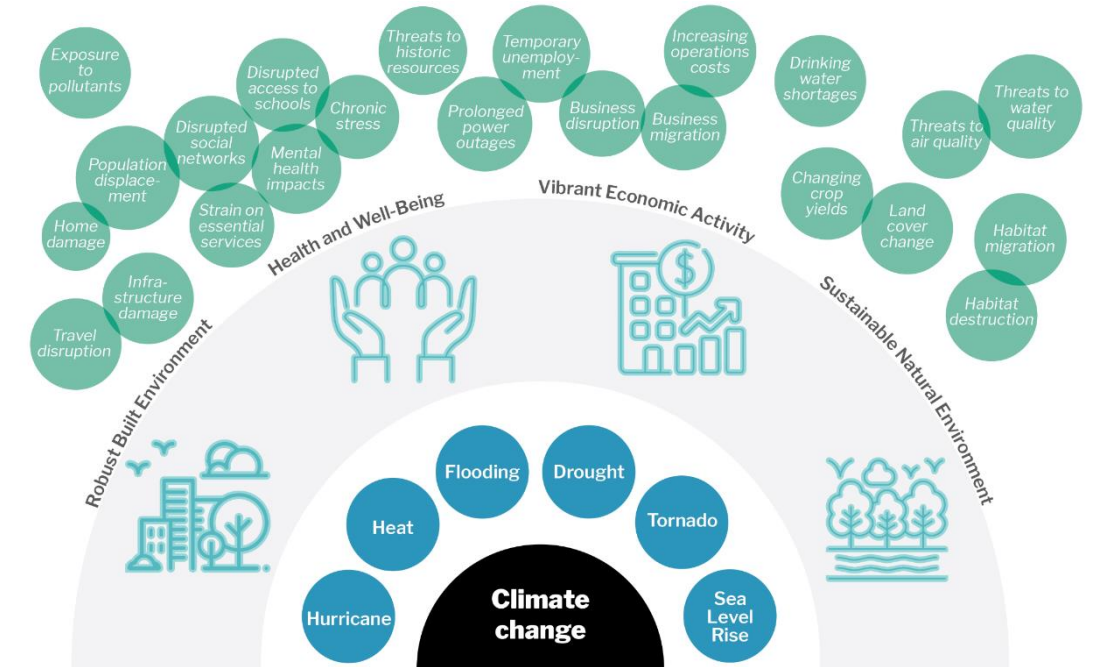 Exposure
to
pollutants
Disrupted
access to
schools
Threats to
historic
resources
Temporary
unemploy-
ment
Increasing
operations
costs
Drinking
water
shortages
Threats to
water
quality
Chronic
stress
Disrupted
social
networks
Prolonged
power
outages
Business
disruption
Business
migration
Threats to
air quality
Population
displace-
ment
Mental
health
impacts
Changing
crop
yields
Home
damage
Strain on
essential
services
Land
cover
change
Habitat
migration
Infra-
structure
damage
Travel
disruption
Habitat
destruction
Robust Built Environment
Health and Well-Being
Vibrant Economic Activity
Sustainable Natural Environment
$
Hurricane
Heat
Flooding
Drought
Tornado
Sea
Level
Rise
Climate
change